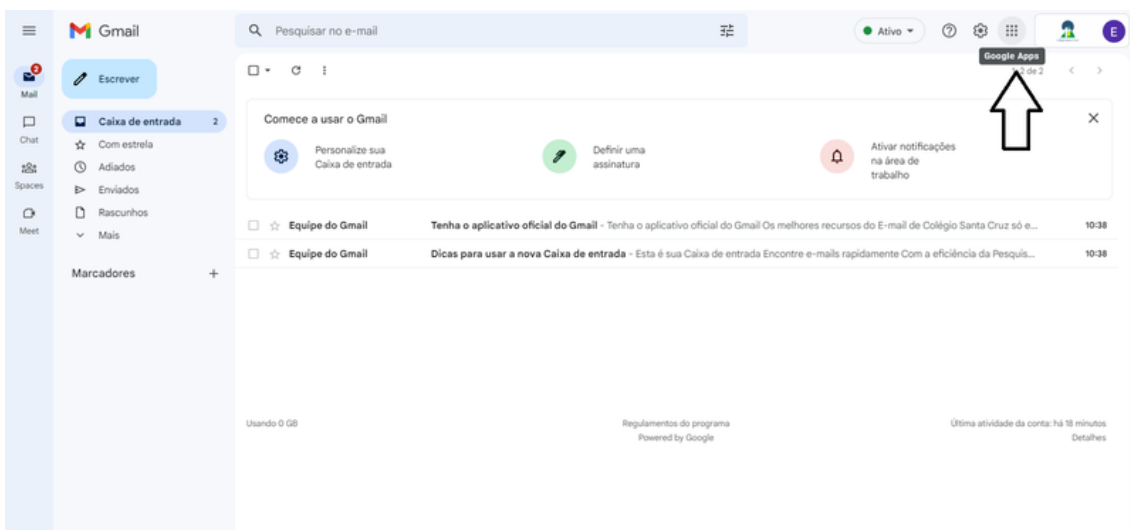 Gmail
Pesquisar no e-mail
Ativo
E
Google Apps
2
Mail
Chat
Spaces
Meet
Escrever
Caixa de entrada 2
Com estrela
Adiados
Enviados
Rascunhos
Mais
Marcadores
2 de 2
Comece a usar o Gmail
Personalize sua
Caixa de entrada
Definir uma
assinatura
Ativar notificações
na área de
trabalho
Equipe do Gmail Tenha o aplicativo oficial do Gmail - Tenha o aplicativo oficial do Gmail Os melhores recursos do E-mail de Colégio Santa Cruz só e... 10:38
Equipe do Gmail Dicas para usar a nova Caixa de entrada - Esta é sua Caixa de entrada Encontre e-mails rapidamente Com a eficiência da Pesquis... 10:38
Usando 0 GB
Regulamentos do programa
Powered by Google
Última atividade da conta: há 18 minutos
Detalhes